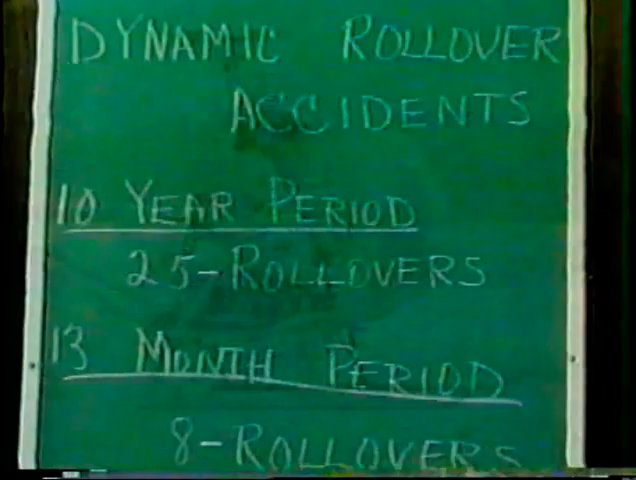 DYNAMIC ROLLOVER
ACCIDENTS
10 YEAR PERIOD
25-ROLLOVERS
13 MONTH PERIOD
8-ROLLOVERS